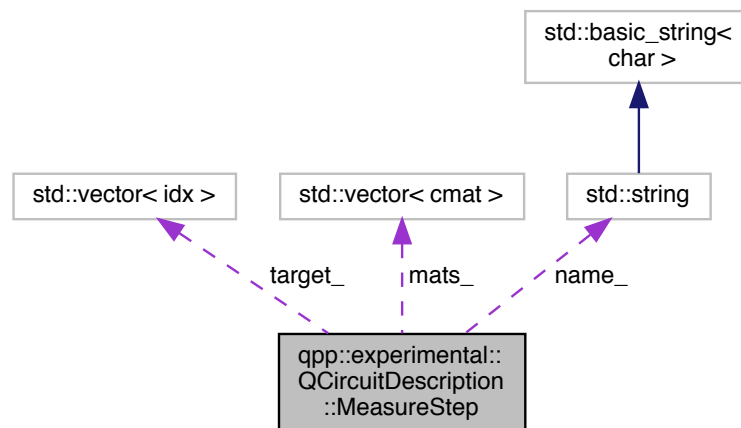 std::basic_string<
char >
std::vector< idx >
std::vector< cmat >
std::string
target_
mats_
name_
qpp::experimental::
QCircuitDescription
::MeasureStep